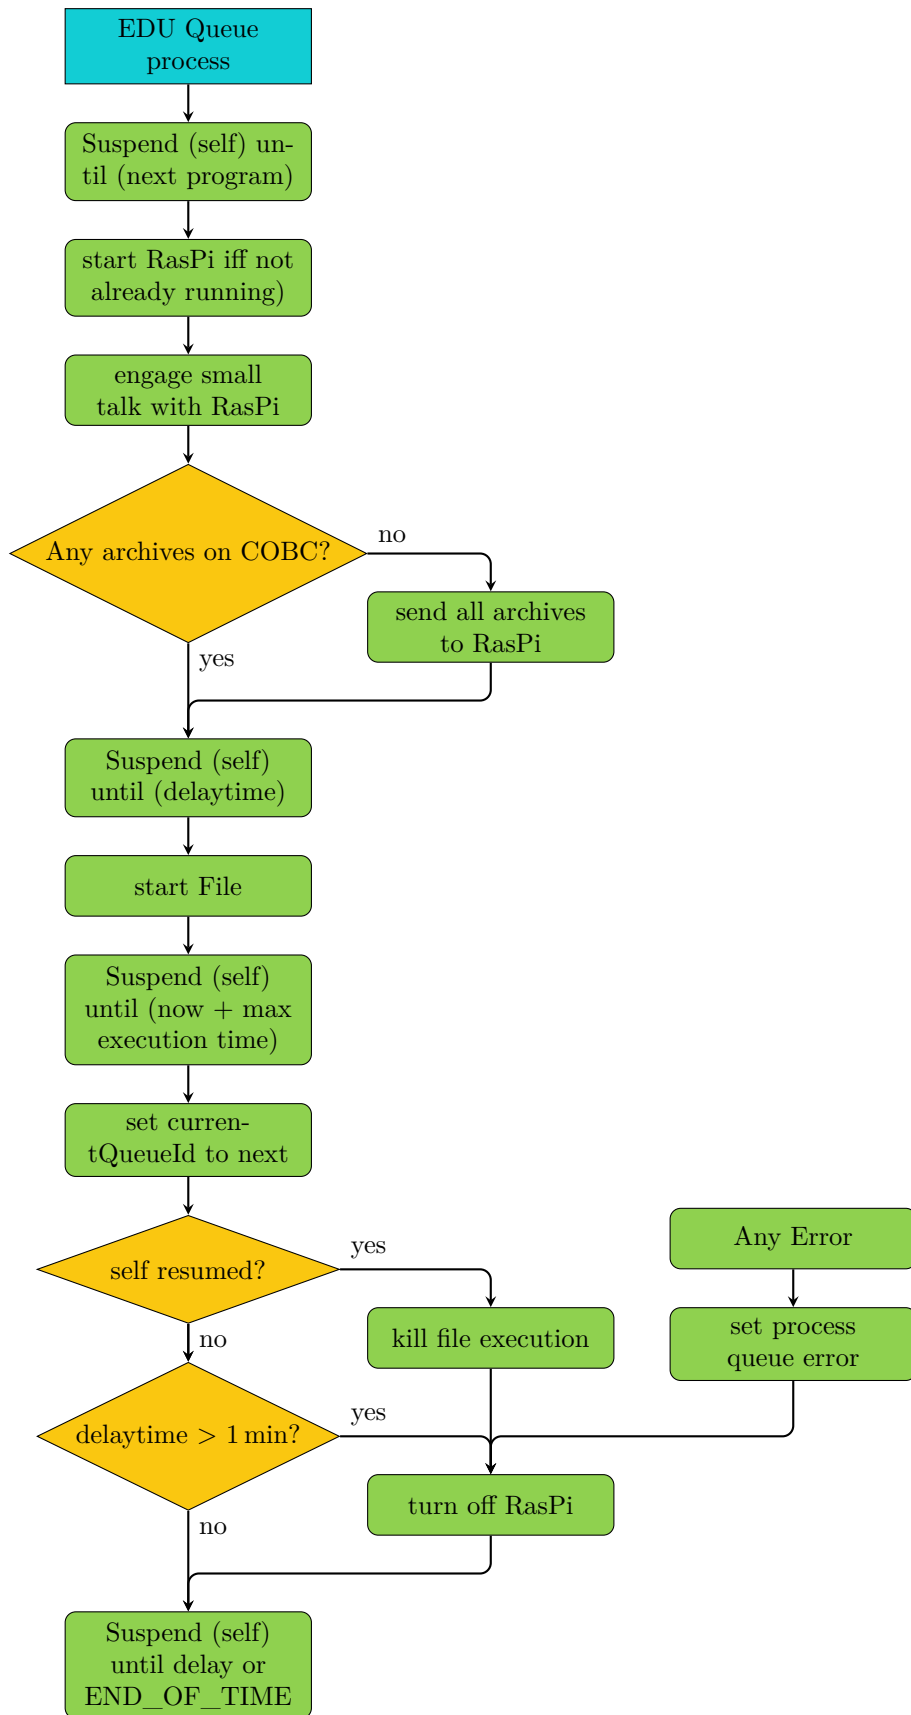 EDU Queue
process
Suspend (self) un-
til (next program)
start RasPi iff not
already running)
engage small
talk with RasPi
Any archives on COBC?
no
send all archives
to RasPi
yes
Suspend (self)
until (delaytime)
start File
Suspend (self)
until (now + max
execution time)
set curren-
tQueueId to next
self resumed?
yes
Any Error
kill file execution
set process
queue error
no
delaytime > 1 min?
yes
turn off RasPi
no
Suspend (self)
until delay or
END_OF_TIME